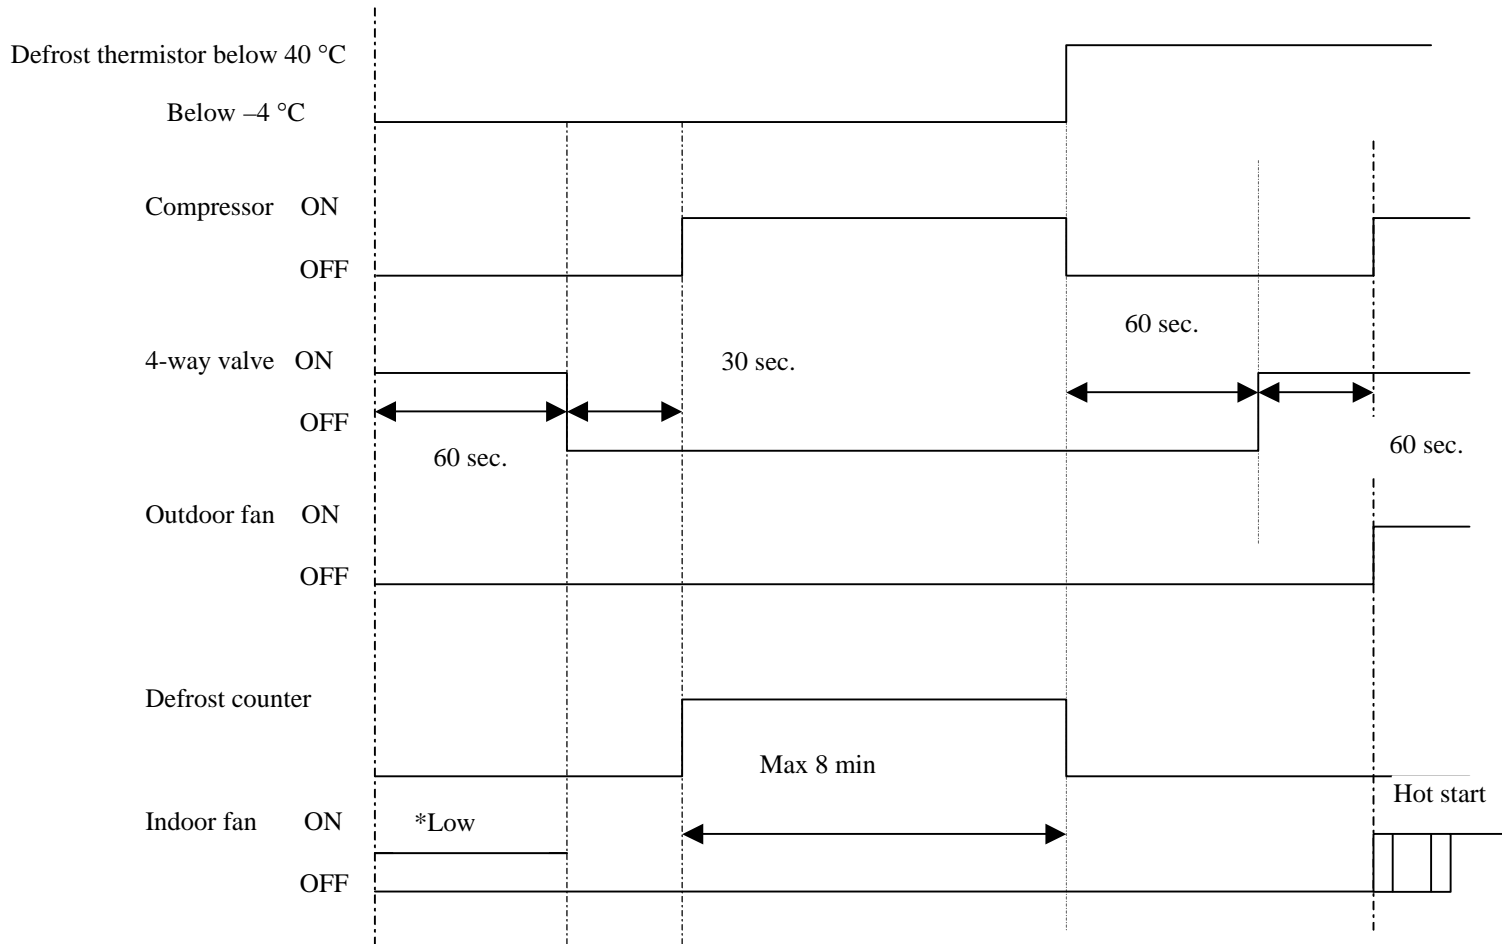 Defrost thermistor below 40 °C
Below –4 °C
Compressor ON
OFF
60 sec.
4-way valve ON
30 sec.
OFF
60 sec.
60 sec.
Outdoor fan ON
OFF
Defrost counter
Max 8 min
Hot start
Indoor fan ON
*Low
OFF